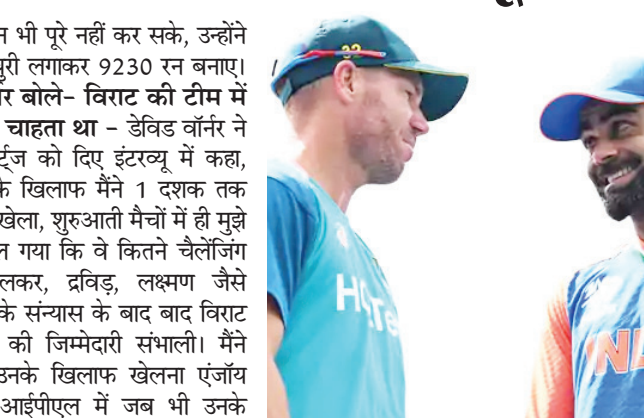 भी पूरे नहीं कर सके, उन्होंने
लगाकर 9230 रन बनाए।
बोले- विराट की टीम में
चाहता था - डेविड वॉर्नर ने
को दिए इंटरव्यू में कहा,
के खिलाफ मैंने 1 दशक तक
खेला, शुरुआती मैचों में ही मुझे
गया कि वे कितने चैलेंजिंग
द्रविड़, लक्ष्मण जैसे
के संन्यास के बाद बाद विराट
की जिम्मेदारी संभाली। मैंने
उनके खिलाफ खेलना एंजॉय
आईपीएल में जब भी उनके
32